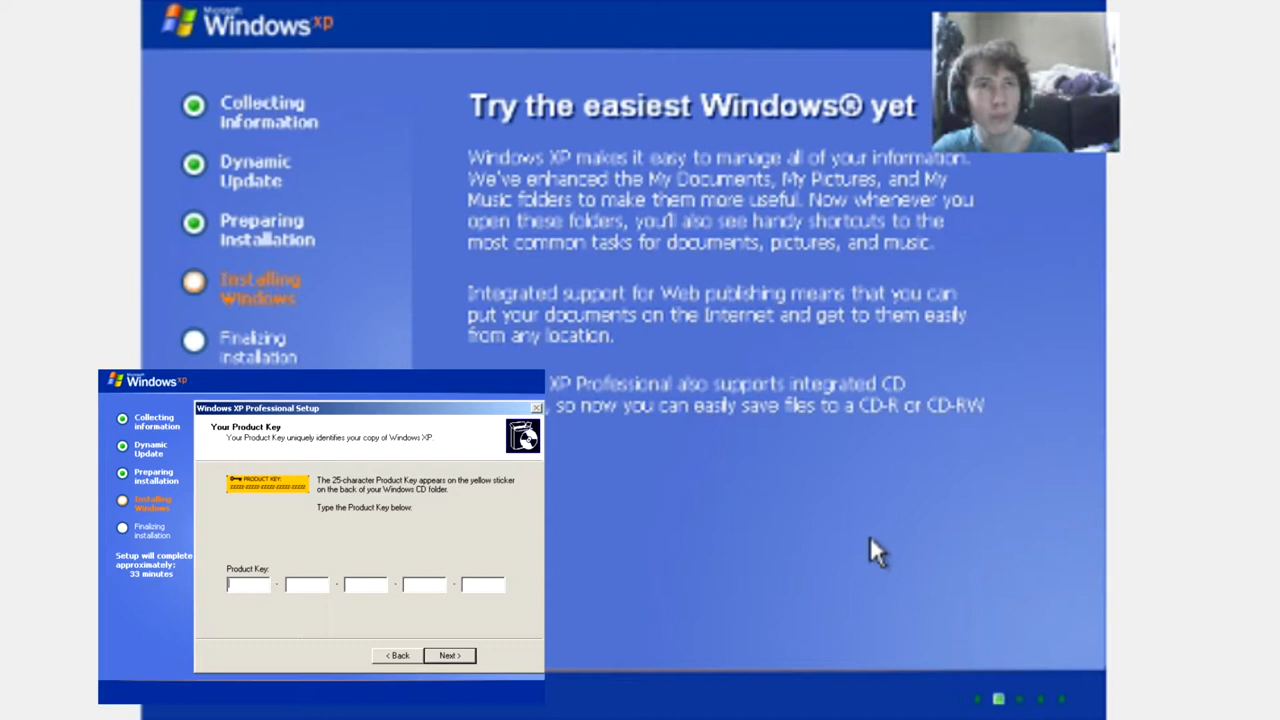 Microsoft
Windows xp
Collecting
information
Dynamic
Update
Preparing
installation
Installing
Windows
Finalizing
installation
Try the easiest Windows® yet
Windows XP makes it easy to manage all of your information.
We've enhanced the My Documents, My Pictures, and My
Music folders to make them more useful. Now whenever you
open these folders, you'll also see handy shortcuts to the
most common tasks for documents, pictures, and music.
Integrated support for Web publishing means that you can
put your documents on the Internet and get to them easily
from any location.
XP Professional also supports integrated CD
, so now you can easily save files to a CD-R or CD-RW
Windows xp
Collecting
information
Dynamic
Update
Preparing
installation
Installing
Windows
Finalizing
installation
Setup will complete
approximately:
33 minutes
Windows XP Professional Setup
Your Product Key
Your Product Key uniquely identifies your copy of Windows XP.
PRODUCT KEY:
zzzzz-zzzzz-zzzzz-zzzzz-zzzzz
The 25-character Product Key appears on the yellow sticker
on the back of your Windows CD folder.
Type the Product Key below:
Product Key:
- - - -
< Back
Next >